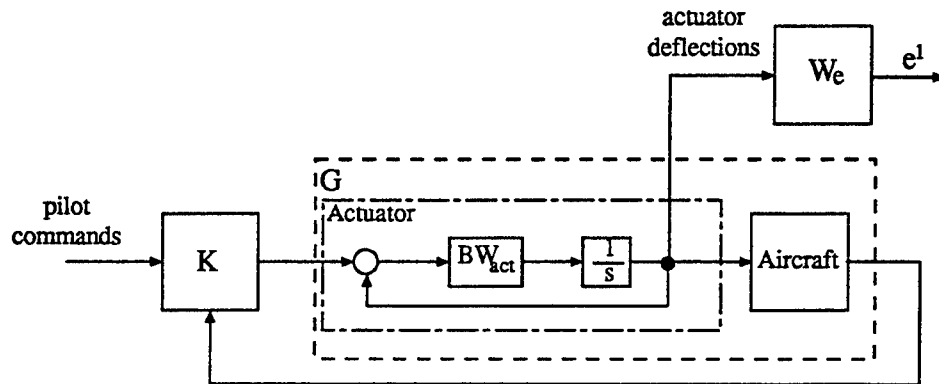 actuator
deflections
We
e1
G
Actuator
pilot
commands
K
BWact
1
s
Aircraft